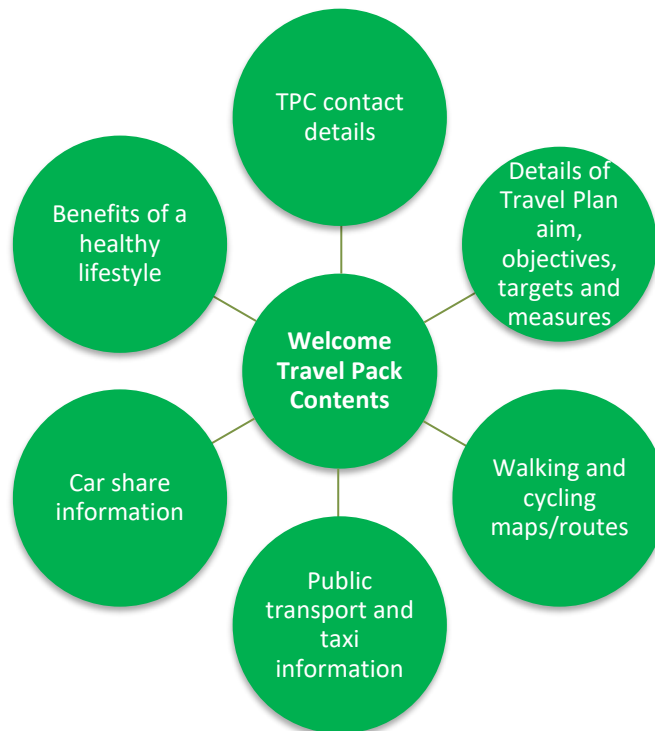 TPC contact
details
Details of
Travel Plan
aim,
objectives,
targets and
measures
Walking and
cycling
maps/routes
Public
transport and
taxi
information
Car share
information
Benefits of a
healthy
lifestyle
Welcome
Travel Pack
Contents